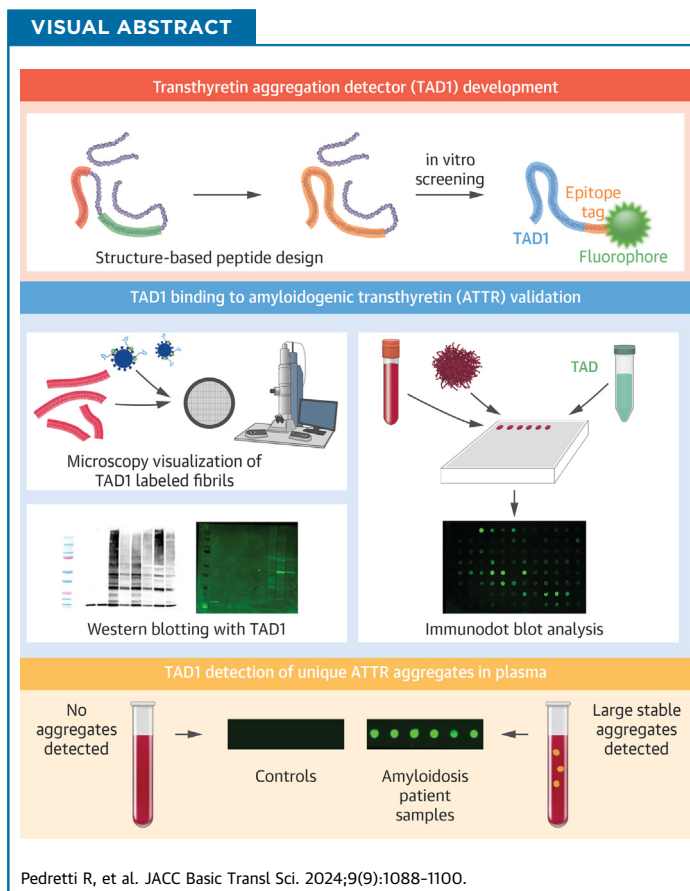 VISUAL ABSTRACT
Transthyretin aggregation detector (TAD1) development
in vitro
screening
Structure-based peptide design
TAD1
Epitope
tag
Fluorophore
TAD1 binding to amyloidogenic transthyretin (ATTR) validation
Microscopy visualization of
TAD1 labeled fibrils
TAD
Western blotting with TAD1
Immunodot blot analysis
TAD1 detection of unique ATTR aggregates in plasma
No
aggregates
detected
Controls
Amyloidosis
patient
samples
Large stable
aggregates
detected
Pedretti R, et al. JACC Basic Transl Sci. 2024;9(9):1088-1100.